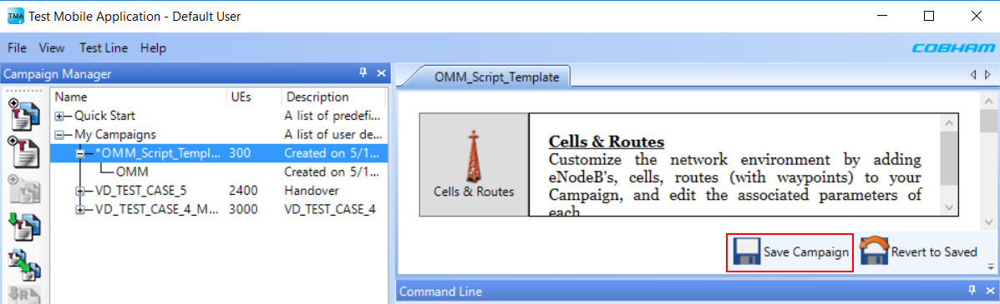 TMA Test Mobile Application - Default User
File View Test Line Help COBHAM
Campaign Manager
Name UEs Description
Quick Start A list of predefi...
My Campaigns A list of user de...
*OMM_Script_Templ... 300 Created on 5/1...
OMM Created on 5/1...
VD_TEST_CASE_5 2400 Handover
VD_TEST_CASE_4_M... 3000 VD_TEST_CASE_4
OMM_Script_Template
Cells & Routes
Cells & Routes
Customize the network environment by adding
eNodeB's, cells, routes (with waypoints) to your
Campaign, and edit the associated parameters of
each
Save Campaign Revert to Saved
Command Line